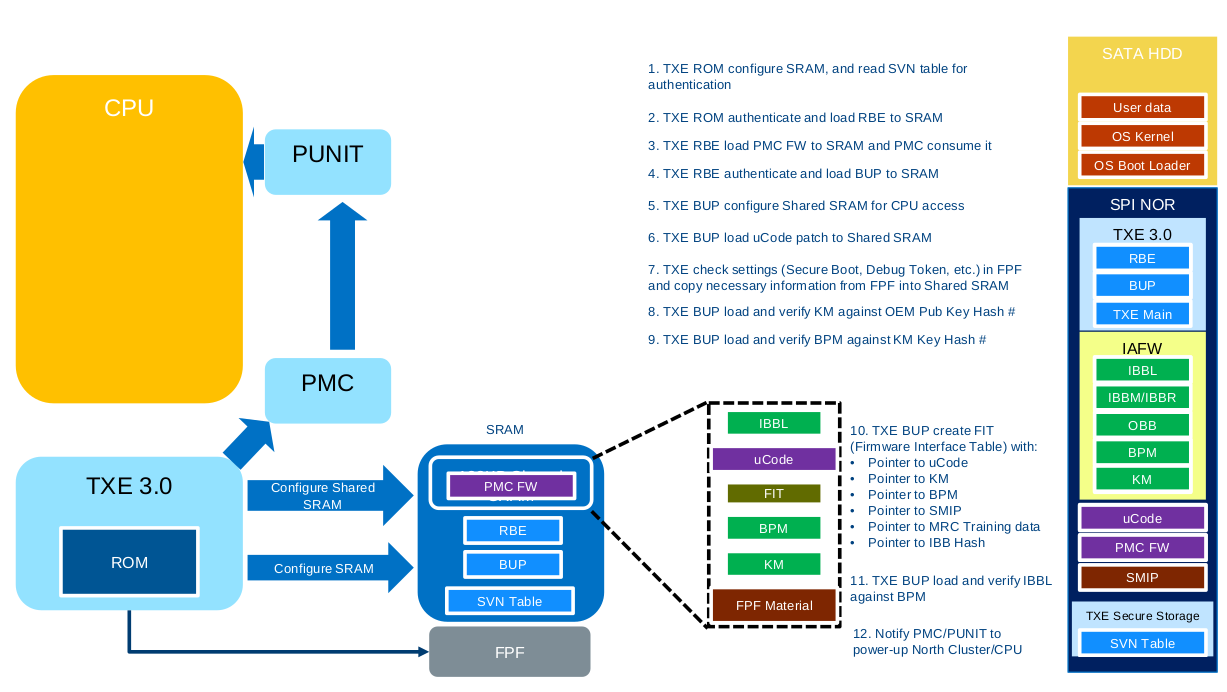 CPU
PUNIT
PMC
TXE 3.0
ROM
Configure Shared
SRAM
Configure SRAM
SRAM
PMC FW
RBE
BUP
SVN Table
FPF
1. TXE ROM configure SRAM, and read SVN table for
authentication
2. TXE ROM authenticate and load RBE to SRAM
3. TXE RBE load PMC FW to SRAM and PMC consume it
4. TXE RBE authenticate and load BUP to SRAM
5. TXE BUP configure Shared SRAM for CPU access
6. TXE BUP load uCode patch to Shared SRAM
7. TXE check settings (Secure Boot, Debug Token, etc.) in FPF
and copy necessary information from FPF into Shared SRAM
8. TXE BUP load and verify KM against OEM Pub Key Hash #
9. TXE BUP load and verify BPM against KM Key Hash #
IBBL
uCode
FIT
BPM
KM
FPF Material
10. TXE BUP create FIT
(Firmware Interface Table) with:
• Pointer to uCode
• Pointer to KM
• Pointer to BPM
• Pointer to SMIP
• Pointer to MRC Training data
• Pointer to IBB Hash
11. TXE BUP load and verify IBBL
against BPM
12. Notify PMC/PUNIT to
power-up North Cluster/CPU
SATA HDD
User data
OS Kernel
OS Boot Loader
SPI NOR
TXE 3.0
RBE
BUP
TXE Main
IAFW
IBBL
IBBM/IBBR
OBB
BPM
KM
uCode
PMC FW
SMIP
TXE Secure Storage
SVN Table